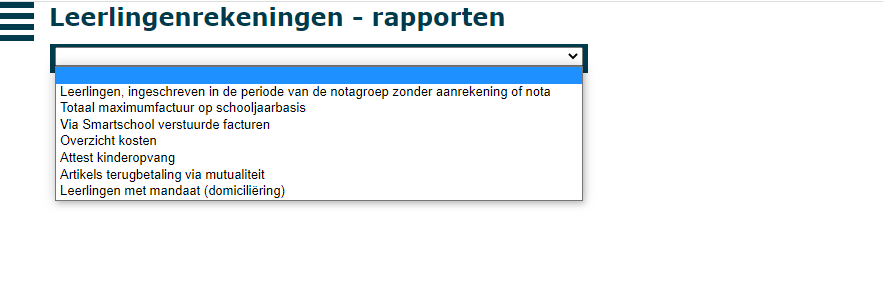 Leerlingenrekeningen - rapporten
Leerlingen, ingeschreven in de periode van de notagroep zonder aanrekening of nota
Totaal maximumfactuur op schooljaarbasis
Via Smartschool verstuurde facturen
Overzicht kosten
Attest kinderopvang
Artikels terugbetaling via mutualiteit
Leerlingen met mandaat (domiciliëring)